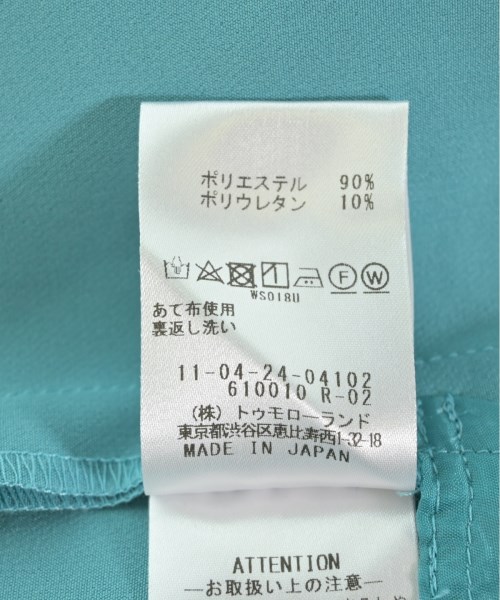 ポリエステル 90%
ポリウレタン 10%
F W
WS018U
あて布使用
裏返し洗い
11-04-24-04102
610010 R-02
(株) トゥモローランド
東京都渋谷区恵比寿西1-32-18
MADE IN JAPAN
ATTENTION
―お取扱い上の注意―